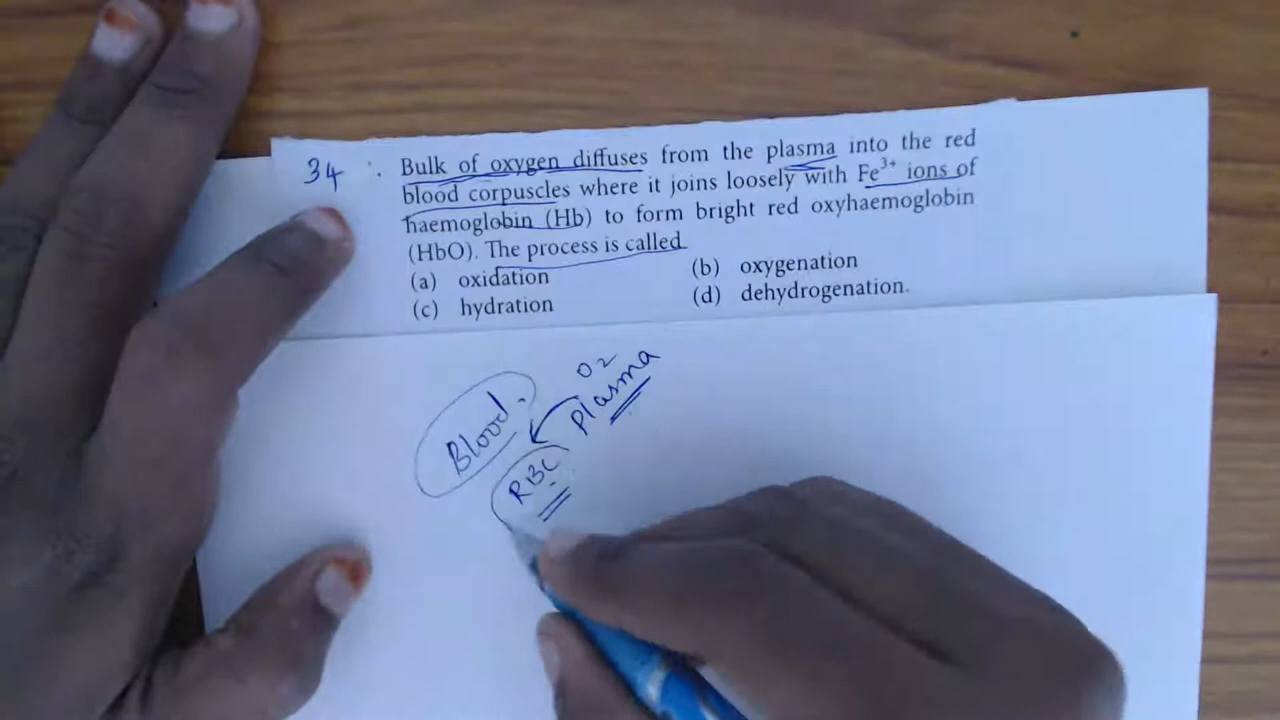 34 . Bulk of oxygen diffuses from the plasma into the red
blood corpuscles where it joins loosely with Fe³⁺ ions of
haemoglobin (Hb) to form bright red oxyhaemoglobin
(HbO). The process is called
(a) oxidation (b) oxygenation
(c) hydration (d) dehydrogenation.
O2
Blood. Plasma
RBC